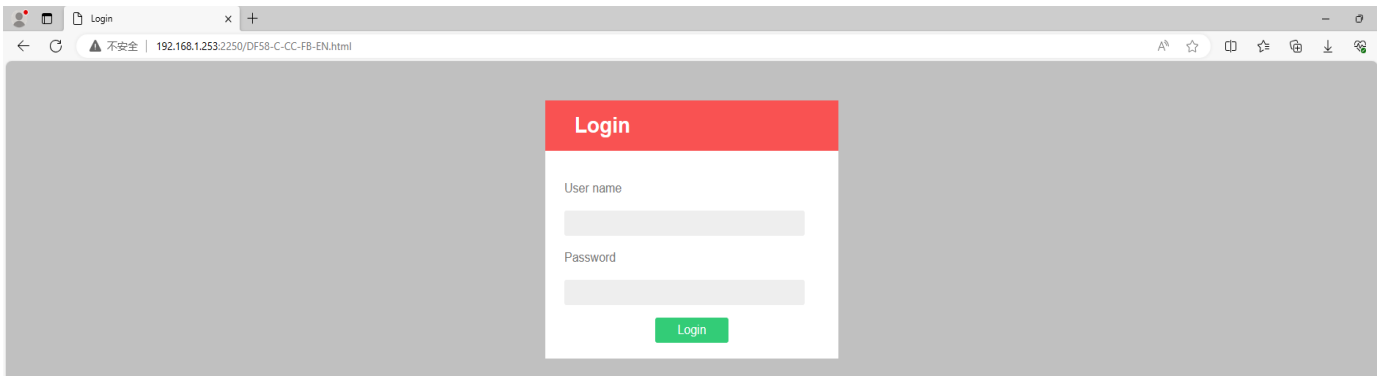 Login
不安全 192.168.1.253:2250/DF58-C-CC-FB-EN.html
Login
User name
Password
Login